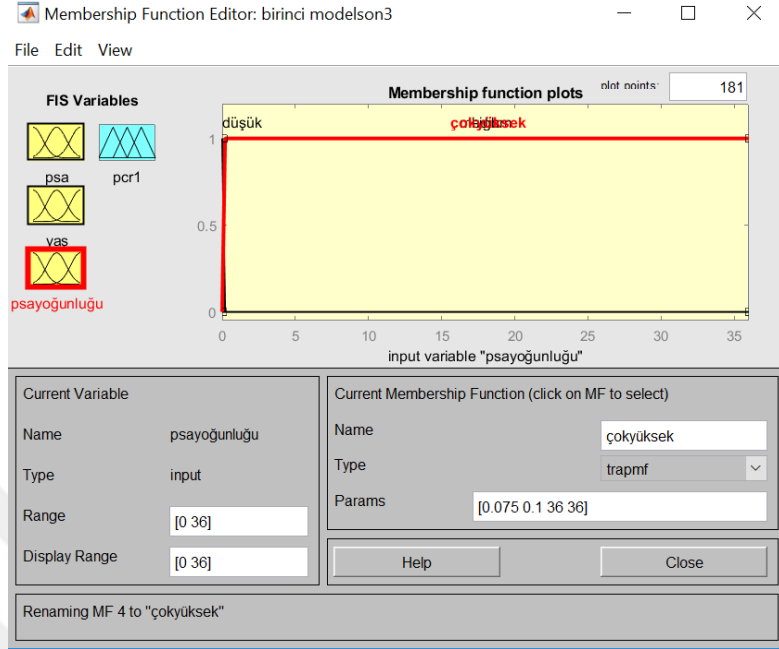 Membership Function Editor: birinci modelson3
File Edit View
FIS Variables
Membership function plots
plot points:
181
psa
pcr1
yas
psayoğunluğu
düşük
çokyüksek
1
0.5
0
0 5 10 15 20 25 30 35
input variable "psayoğunluğu"
Current Variable
Name psayoğunluğu
Type input
Range [0 36]
Display Range [0 36]
Current Membership Function (click on MF to select)
Name çokyüksek
Type trapmf
Params [0.075 0.1 36 36]
Help Close
Renaming MF 4 to "çokyüksek"